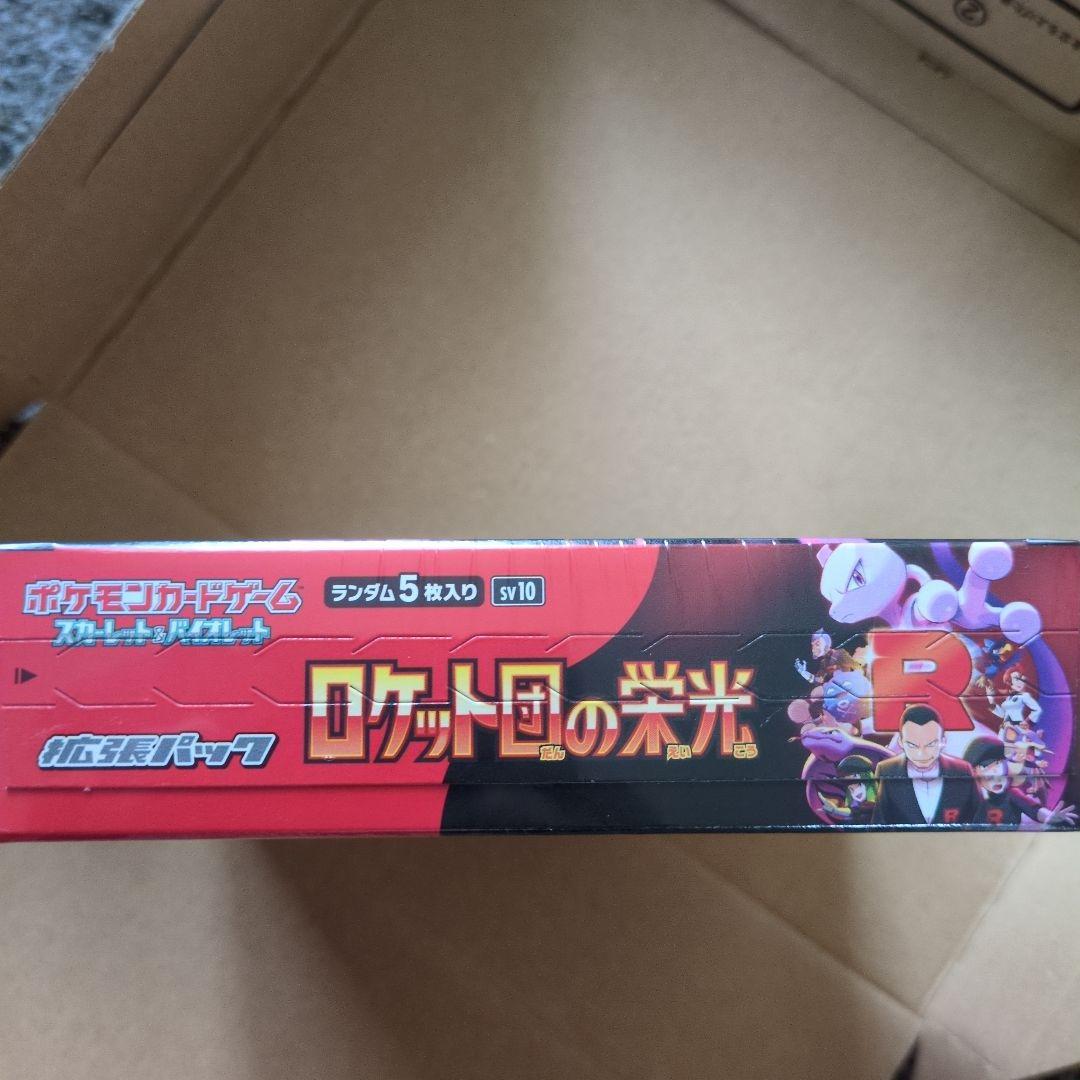 ②
ポケモンカードゲーム
スカーレット&バイオレット
ランダム5枚入り
SV10
ロケット団の栄光
だん えい こう
拡張パック
R
R
R